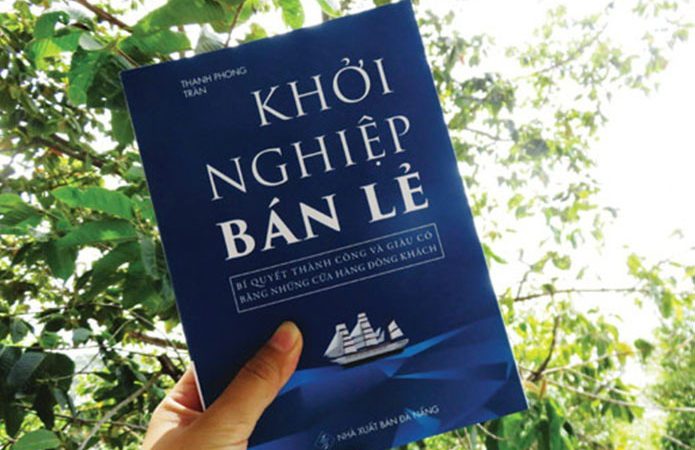 THANH PHONG
TRẦN
KHỞI
NGHIỆP
BÁN LẺ
BÍ QUYẾT THÀNH CÔNG VÀ GIÀU CÓ
BẰNG NHỮNG CỬA HÀNG ĐÔNG KHÁCH
NHÀ XUẤT BẢN ĐÀ NẴNG